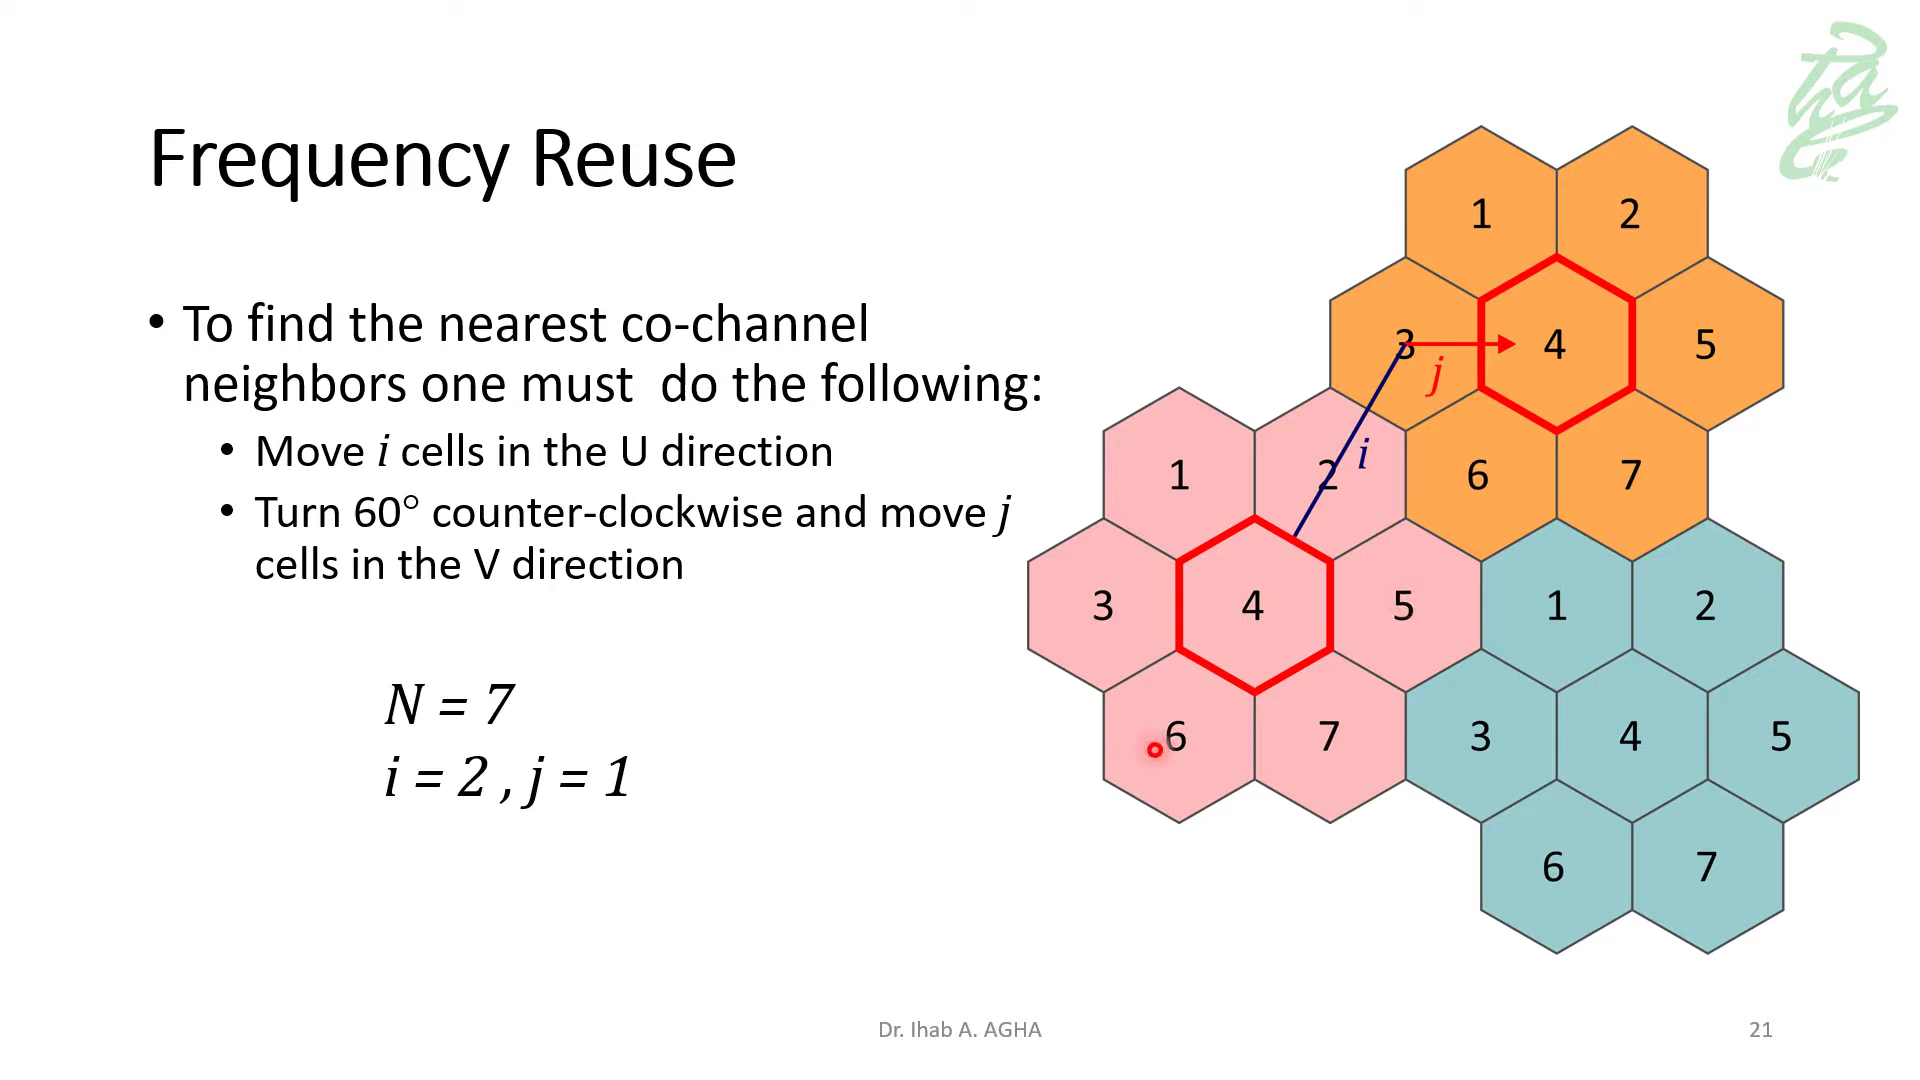 Frequency Reuse
• To find the nearest co-channel
neighbors one must do the following:
• Move i cells in the U direction
• Turn 60° counter-clockwise and move j
cells in the V direction
N = 7
i = 2 , j = 1
1 2
3 4 5
j
i
6 7
1 2
3 4 5
6 7
1 2
3 4 5
6 7
Dr. Ihab A. AGHA
21